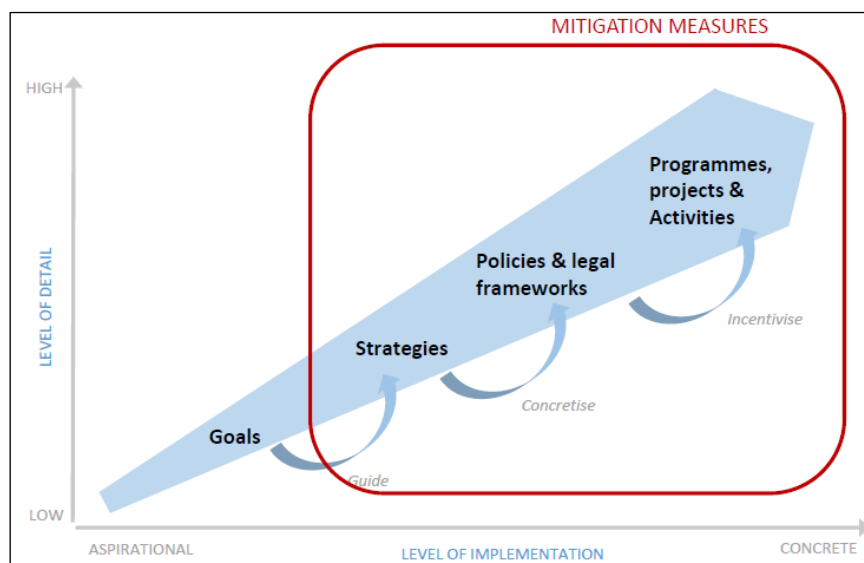 MITIGATION MEASURES
HIGH
Programmes,
projects &
Activities
Policies & legal
frameworks
Incentivise
LEVEL OF DETAIL
Strategies
Concretise
Goals
Guide
LOW
ASPIRATIONAL
LEVEL OF IMPLEMENTATION
CONCRETE